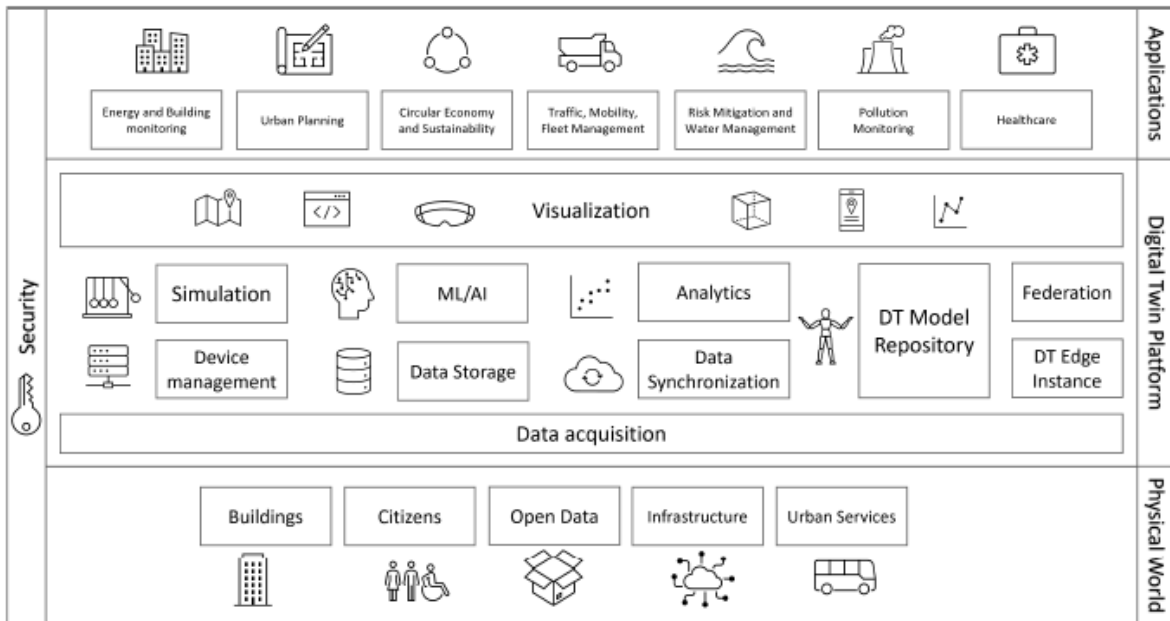 Applications
Energy and Building
monitoring
Urban Planning
Circular Economy
and Sustainability
Traffic, Mobility,
Fleet Management
Risk Mitigation and
Water Management
Pollution
Monitoring
Healthcare
Security
Digital Twin Platform
</>
Visualization
Simulation
ML/AI
Analytics
DT Model
Repository
Federation
Device
management
Data Storage
Data
Synchronization
DT Edge
Instance
Data acquisition
Physical World
Buildings
Citizens
Open Data
Infrastructure
Urban Services